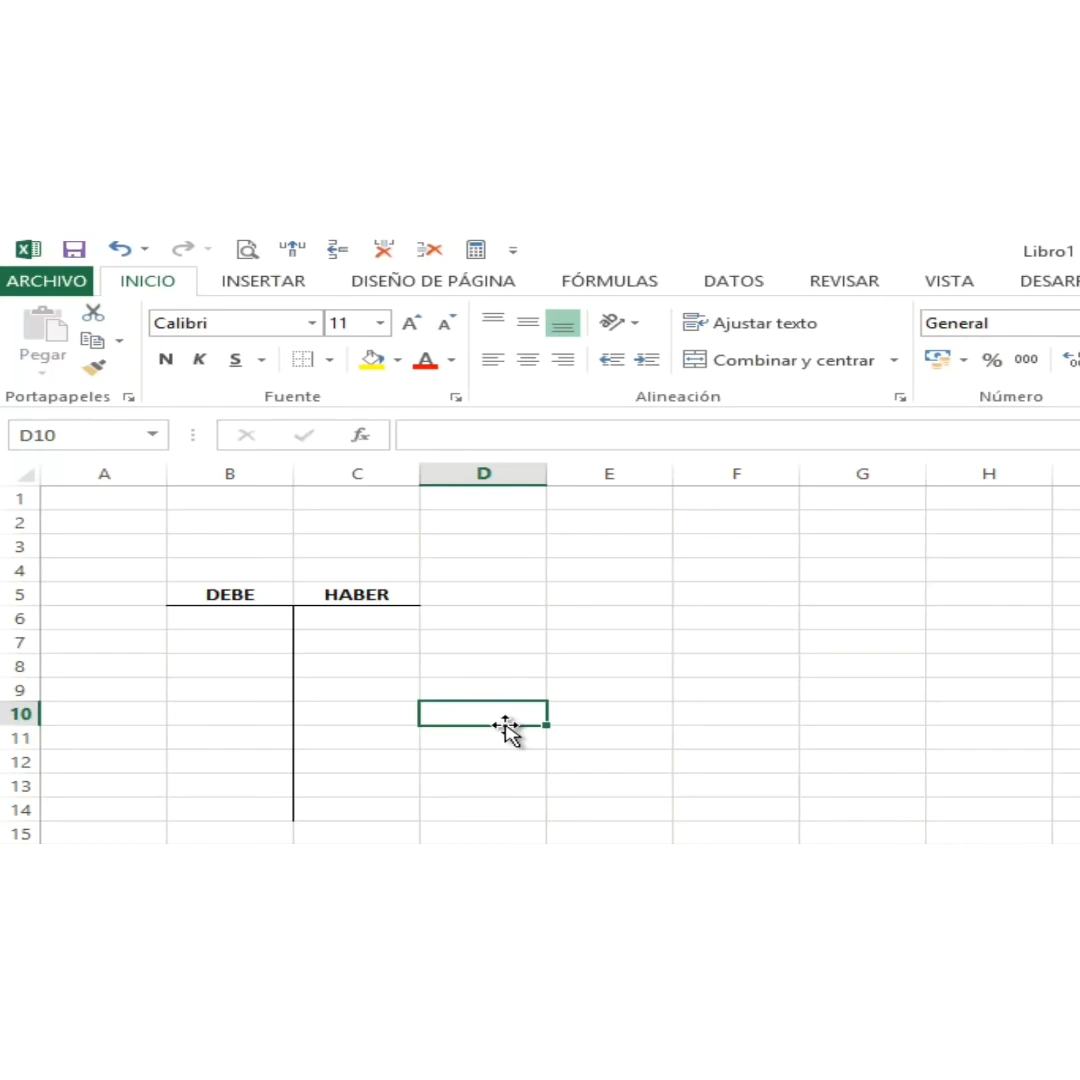 Libro1
ARCHIVO INICIO INSERTAR DISEÑO DE PÁGINA FÓRMULAS DATOS REVISAR VISTA DESARR
Pegar Calibri 11 Ajustar texto General
N K S A Combinar y centrar % 000
Portapapeles Fuente Alineación Número
D10 fx
A B C D E F G H
1
2
3
4
5 DEBE HABER
6
7
8
9
10
11
12
13
14
15